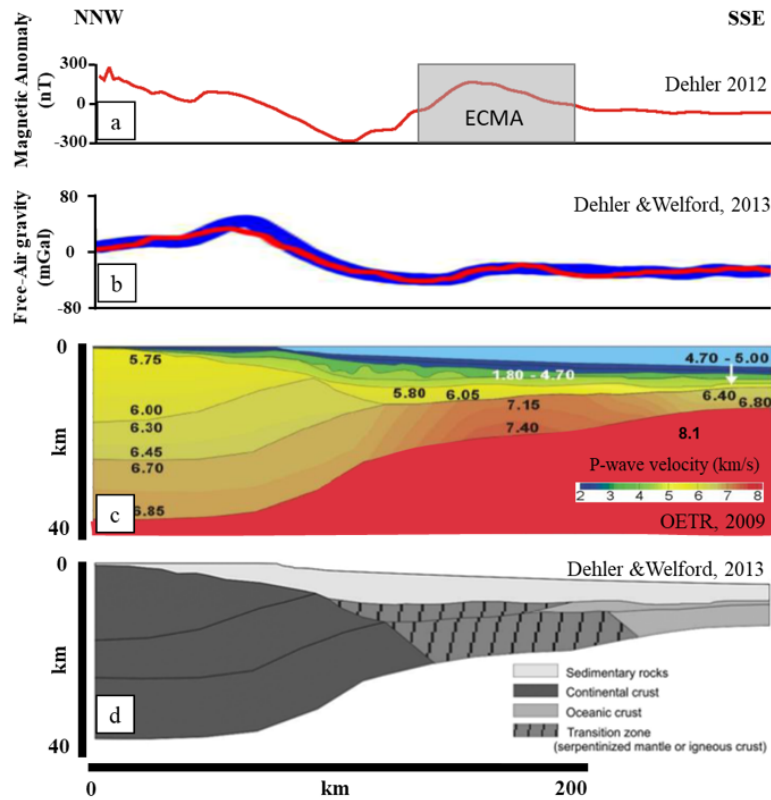 NNW SSE
Magnetic Anomaly
(nT)
300
0
-300
a
Dehler 2012
ECMA
Free-Air gravity
(mGal)
80
0
-80
b
Dehler &Welford, 2013
0
km
40
c
5.75
6.00
6.30
6.45
6.70
6.85
1.80 - 4.70
4.70 - 5.00
5.80 6.05
7.15
7.40
6.40
6.80
8.1
P-wave velocity (km/s)
2 3 4 5 6 7 8
OETR, 2009
0
km
40
d
Dehler & Welford, 2013
Sedimentary rocks
Continental crust
Oceanic crust
Transition zone
(serpentinized mantle or igneous crust)
0 km 200